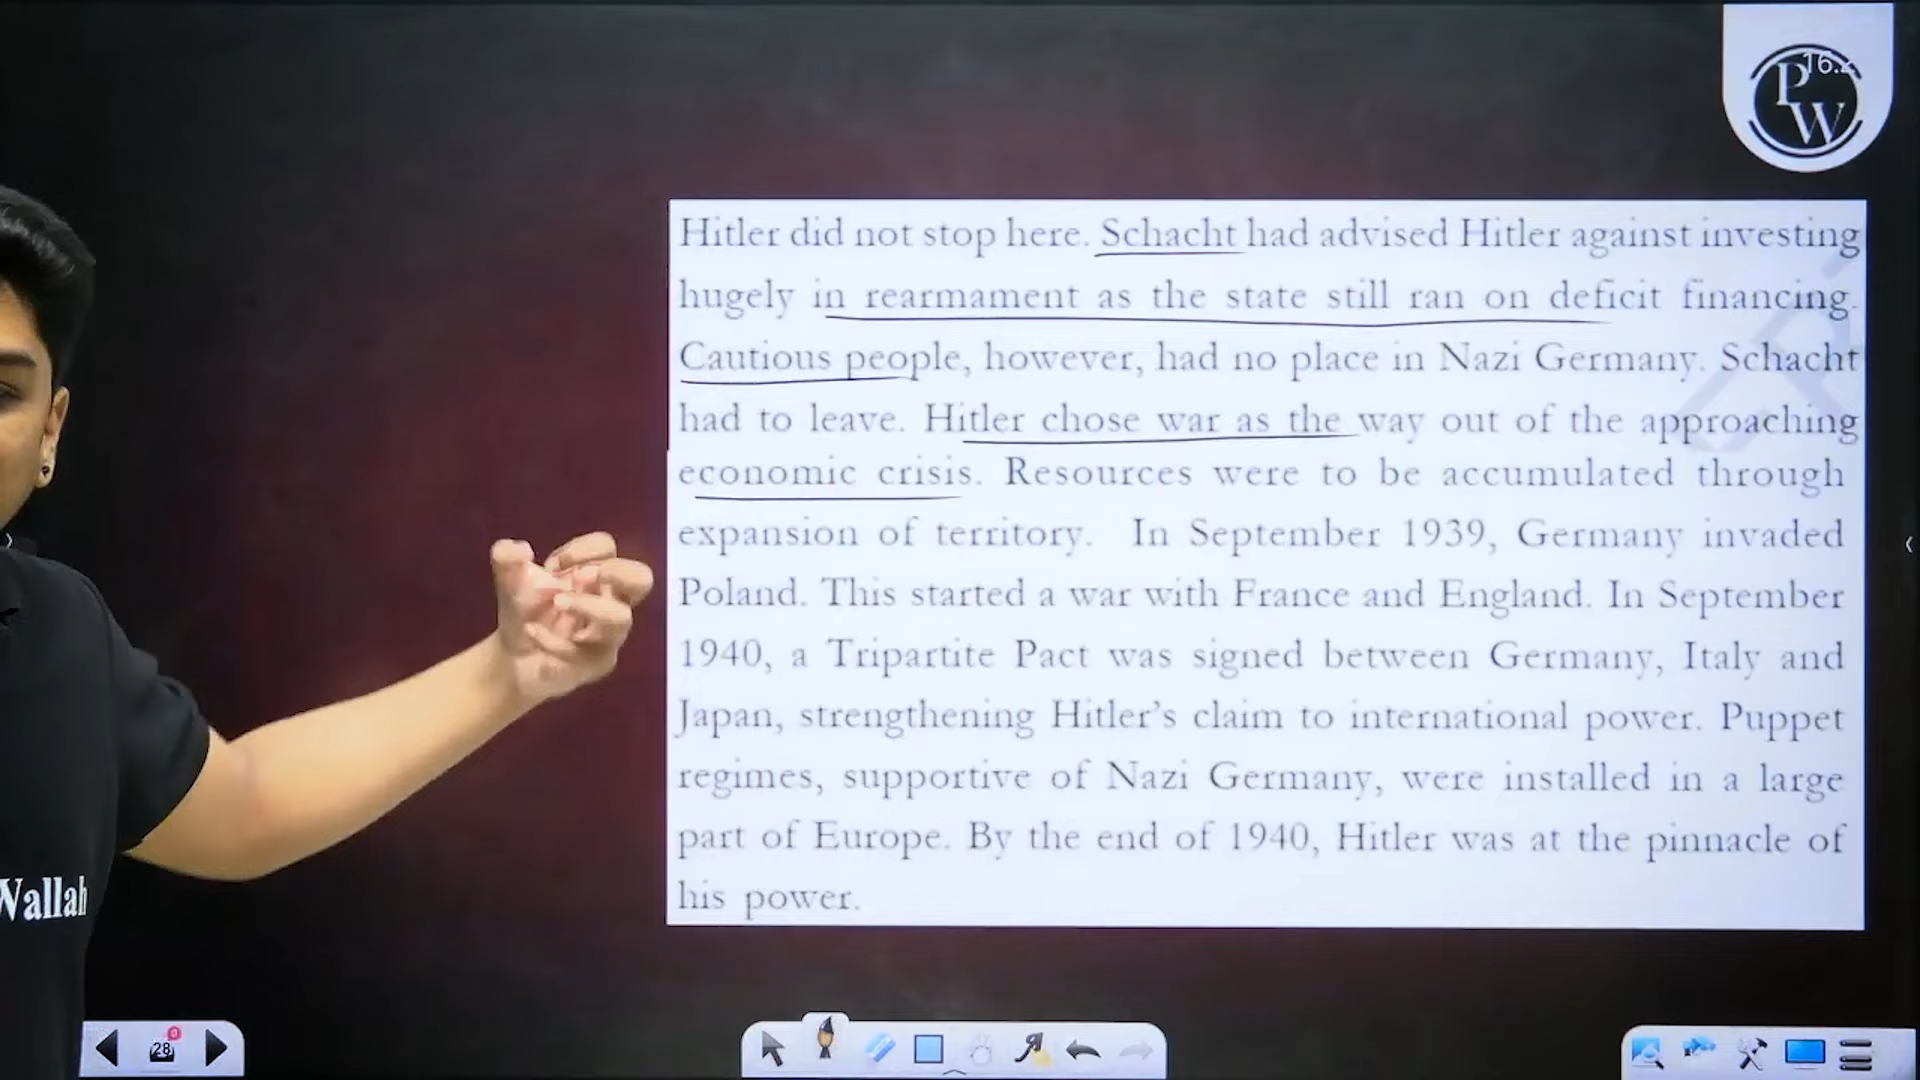 16.
PW
Hitler did not stop here. Schacht had advised Hitler against investing
hugely in rearmament as the state still ran on deficit financing.
Cautious people, however, had no place in Nazi Germany. Schacht
had to leave. Hitler chose war as the way out of the approaching
economic crisis. Resources were to be accumulated through
expansion of territory. In September 1939, Germany invaded
Poland. This started a war with France and England. In September
1940, a Tripartite Pact was signed between Germany, Italy and
Japan, strengthening Hitler's claim to international power. Puppet
regimes, supportive of Nazi Germany, were installed in a large
part of Europe. By the end of 1940, Hitler was at the pinnacle of
his power.
Wallah
28
0